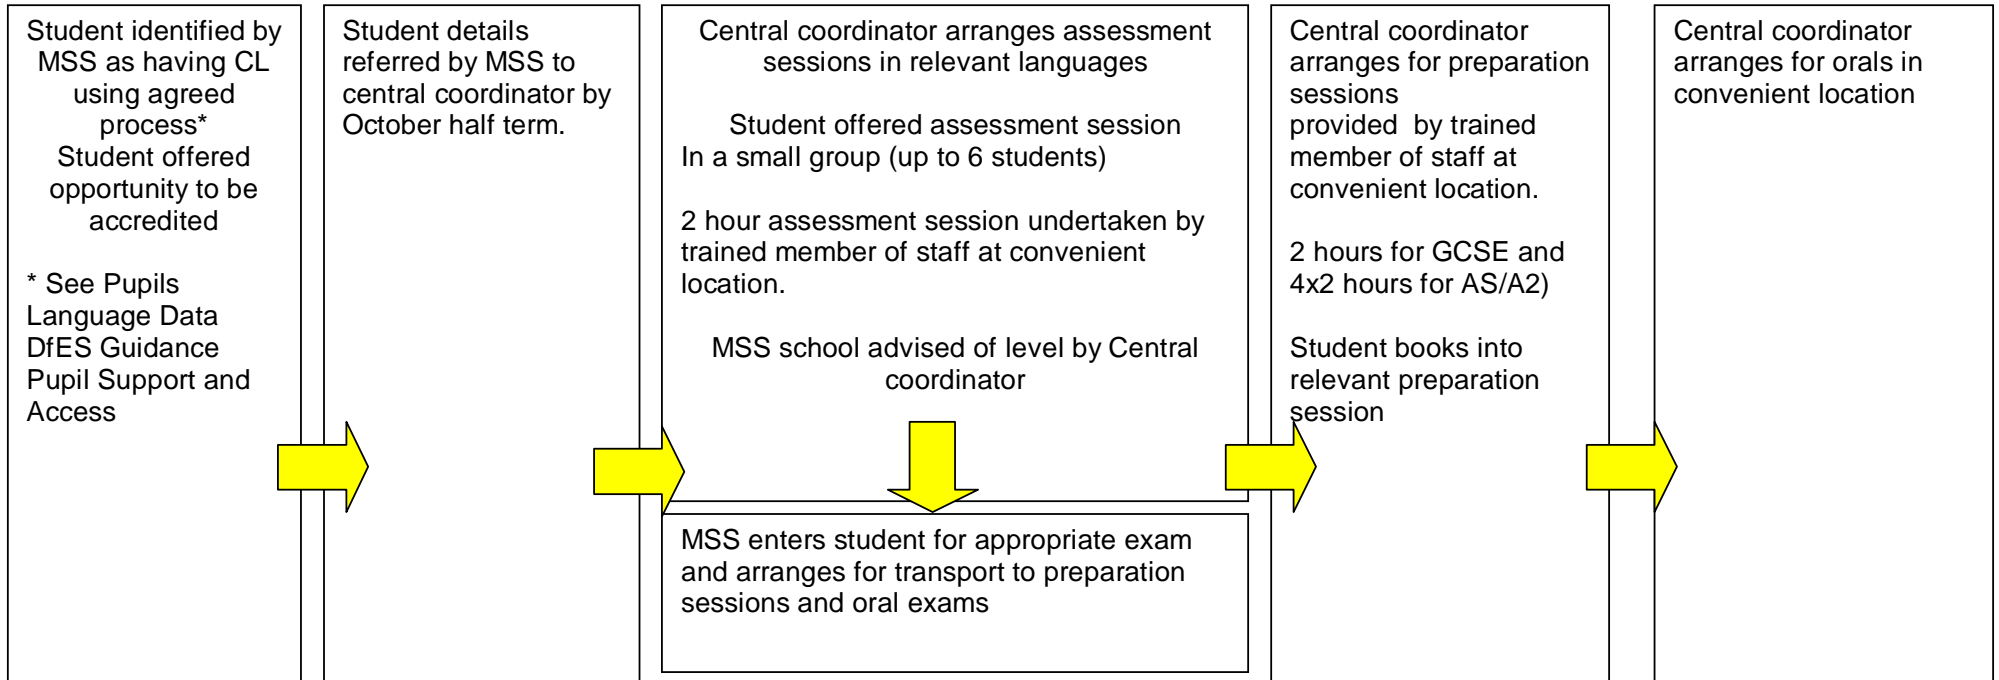 Student identified by
MSS as having CL
using agreed
process*
Student offered
opportunity to be
accredited
* See Pupils
Language Data
DfES Guidance
Pupil Support and
Access
Student details
referred by MSS to
central coordinator by
October half term.
Central coordinator arranges assessment
sessions in relevant languages
Student offered assessment session
In a small group (up to 6 students)
2 hour assessment session undertaken by
trained member of staff at convenient
location.
MSS school advised of level by Central
coordinator
MSS enters student for appropriate exam
and arranges for transport to preparation
sessions and oral exams
Central coordinator
arranges for preparation
sessions
provided by trained
member of staff at
convenient location.
2 hours for GCSE and
4x2 hours for AS/A2)
Student books into
relevant preparation
session
Central coordinator
arranges for orals in
convenient location